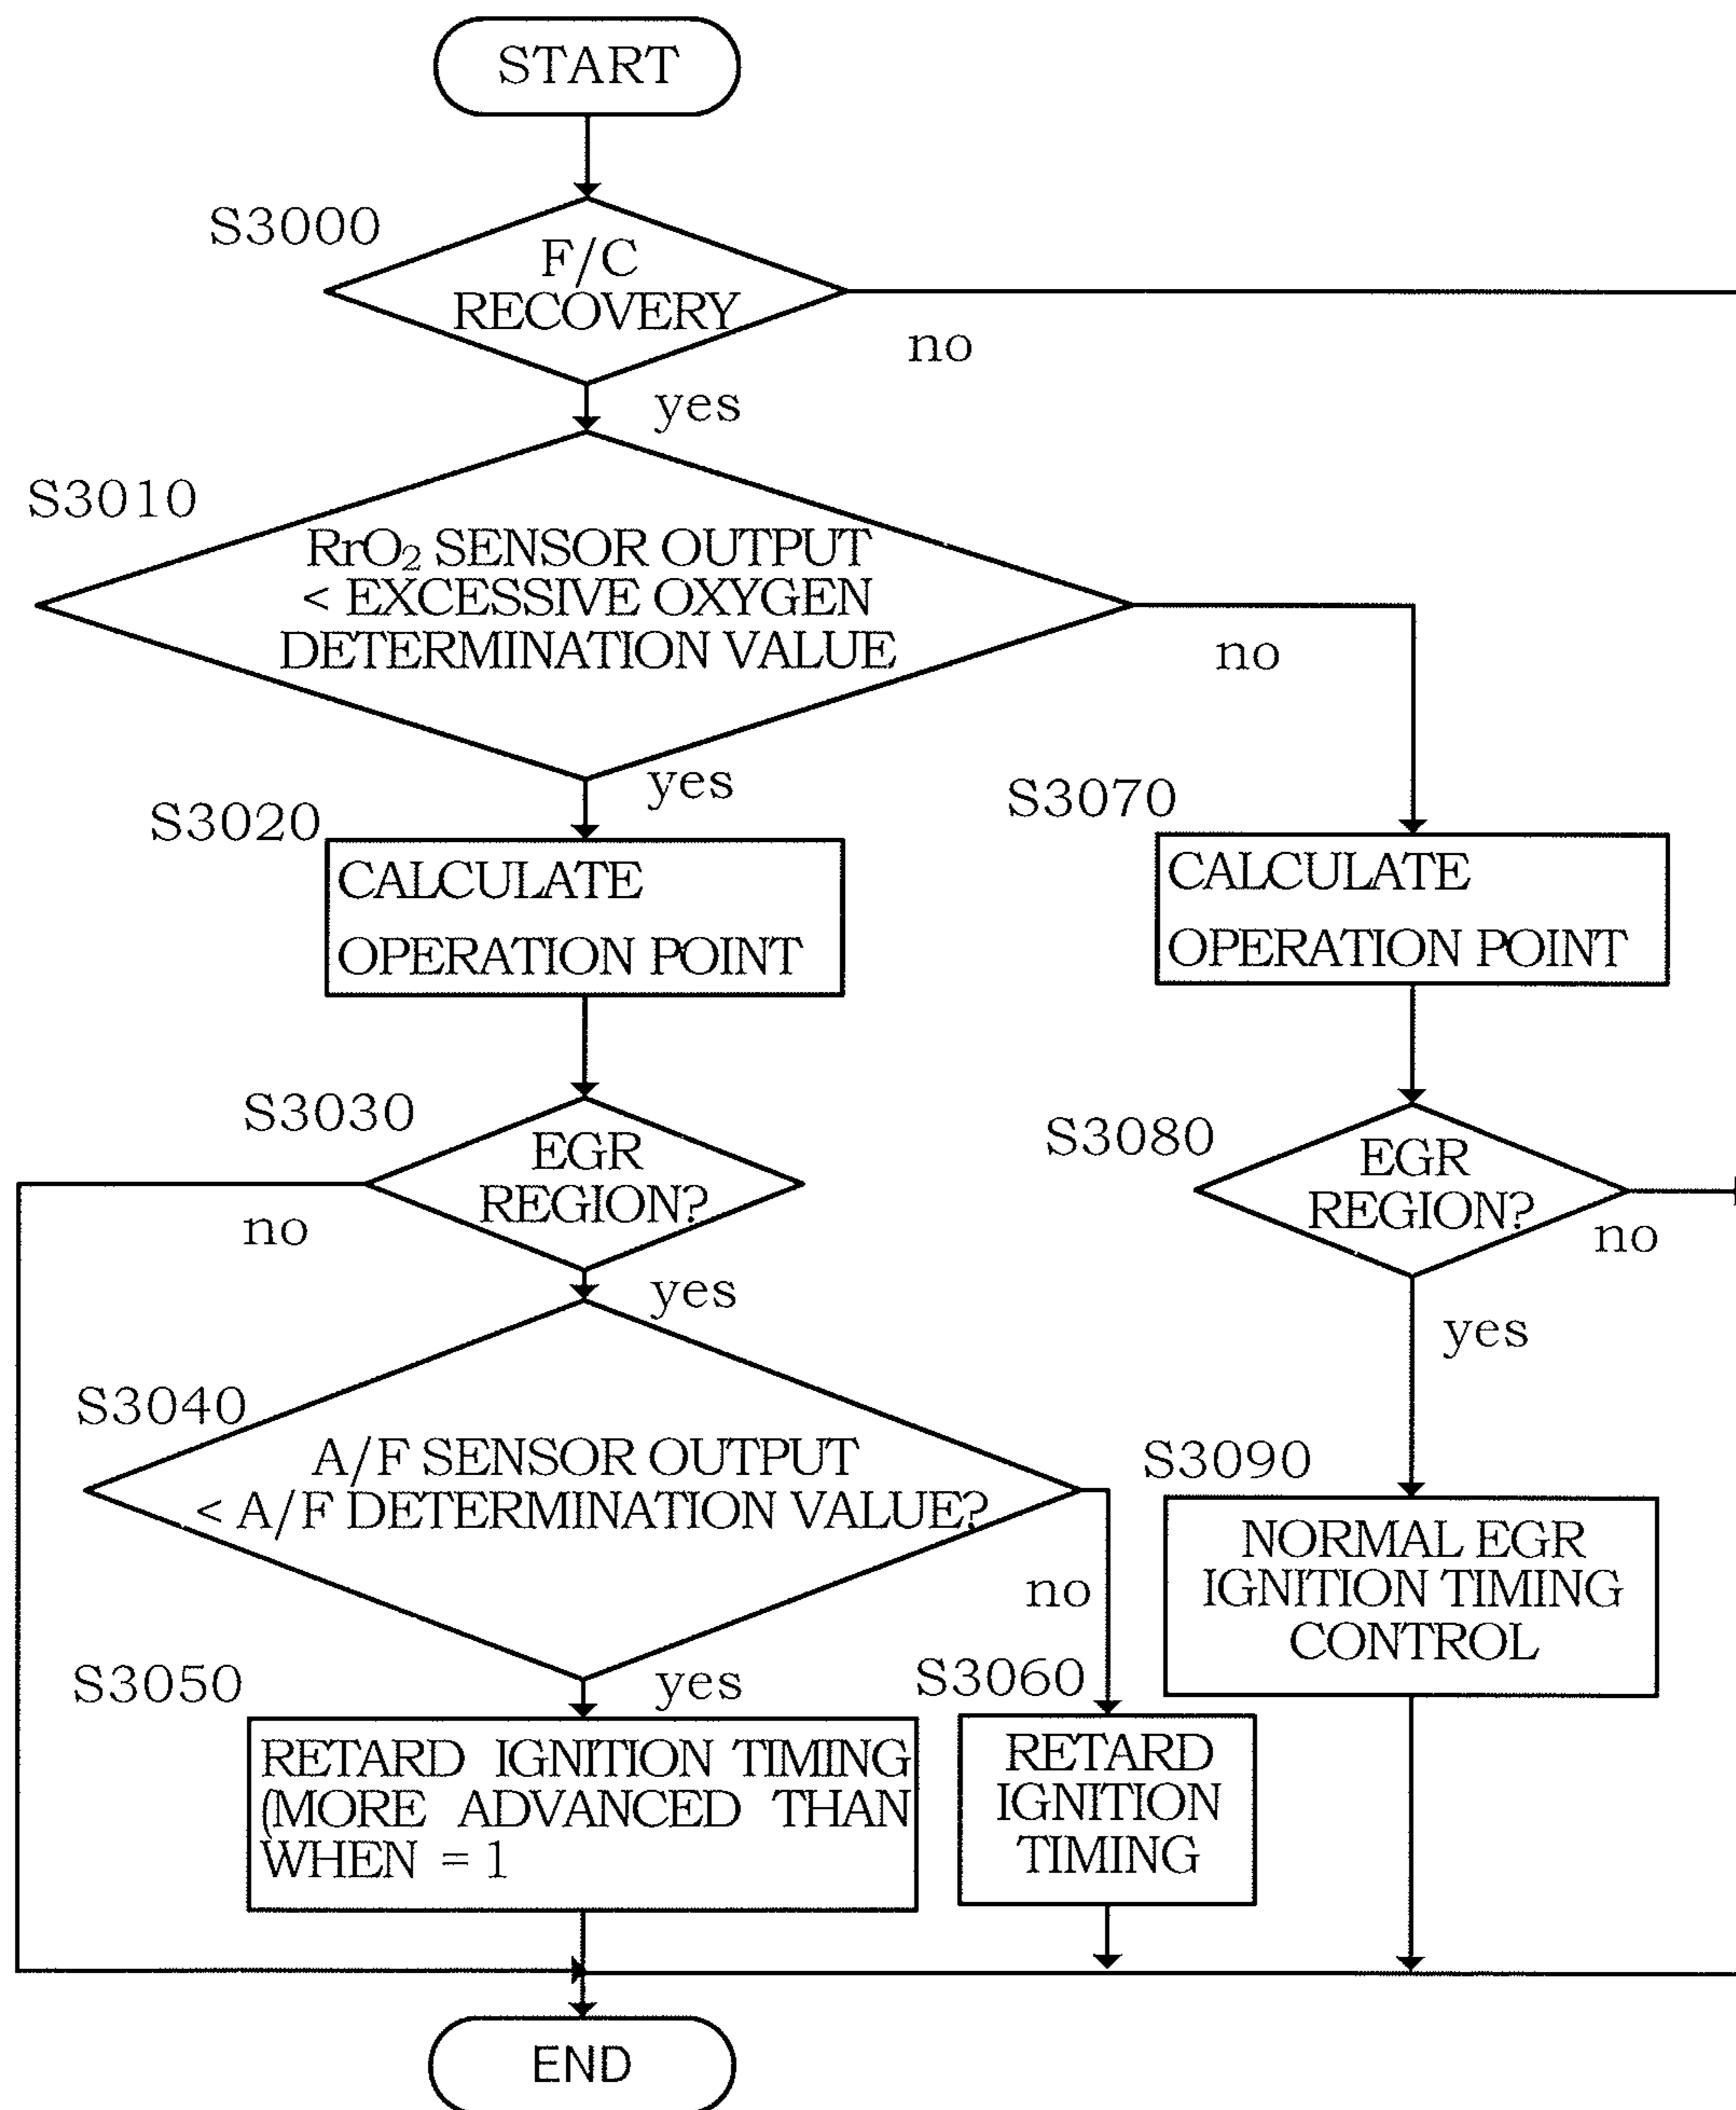 START
S3000
F/C
RECOVERY
no
yes
S3010
RrO₂ SENSOR OUTPUT
< EXCESSIVE OXYGEN
DETERMINATION VALUE
no
yes
S3020
CALCULATE
OPERATION POINT
S3070
CALCULATE
OPERATION POINT
S3030
EGR
REGION?
no
yes
S3080
EGR
REGION?
no
yes
S3040
A/F SENSOR OUTPUT
< A/F DETERMINATION VALUE?
no
yes
S3090
NORMAL EGR
IGNITION TIMING
CONTROL
S3050
RETARD IGNITION TIMING
(MORE ADVANCED THAN
WHEN = 1
S3060
RETARD
IGNITION
TIMING
END